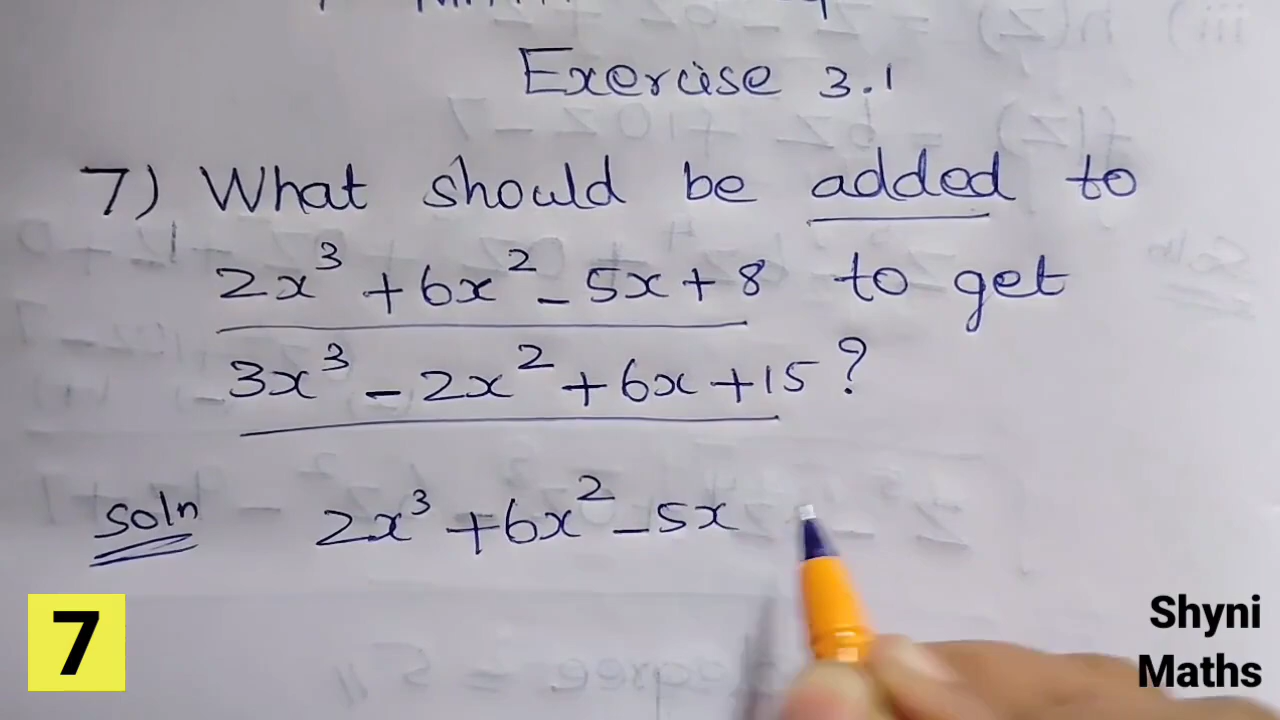 Exercise 3.1
7) What should be added to
2x³ + 6x² - 5x + 8 to get
3x³ - 2x² + 6x + 15?
Soln 2x³ + 6x² - 5x
7
Shyni
Maths